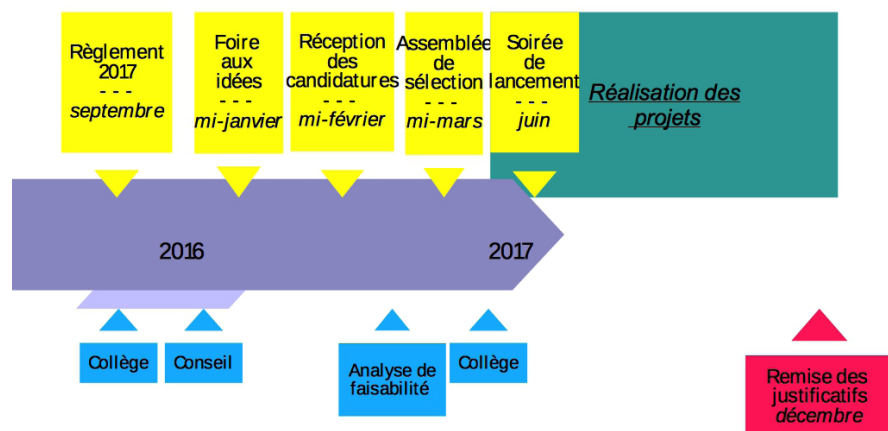 Règlement
2017
- - -
septembre
Foire
aux
idées
- - -
mi-janvier
Réception
des
candidatures
- - -
mi-février
Assemblée
de
sélection
- - -
mi-mars
Soirée
de
lancement
- - -
juin
Réalisation des
projets
2016
2017
Collège
Conseil
Analyse de
faisabilité
Collège
Remise des
justificatifs
décembre